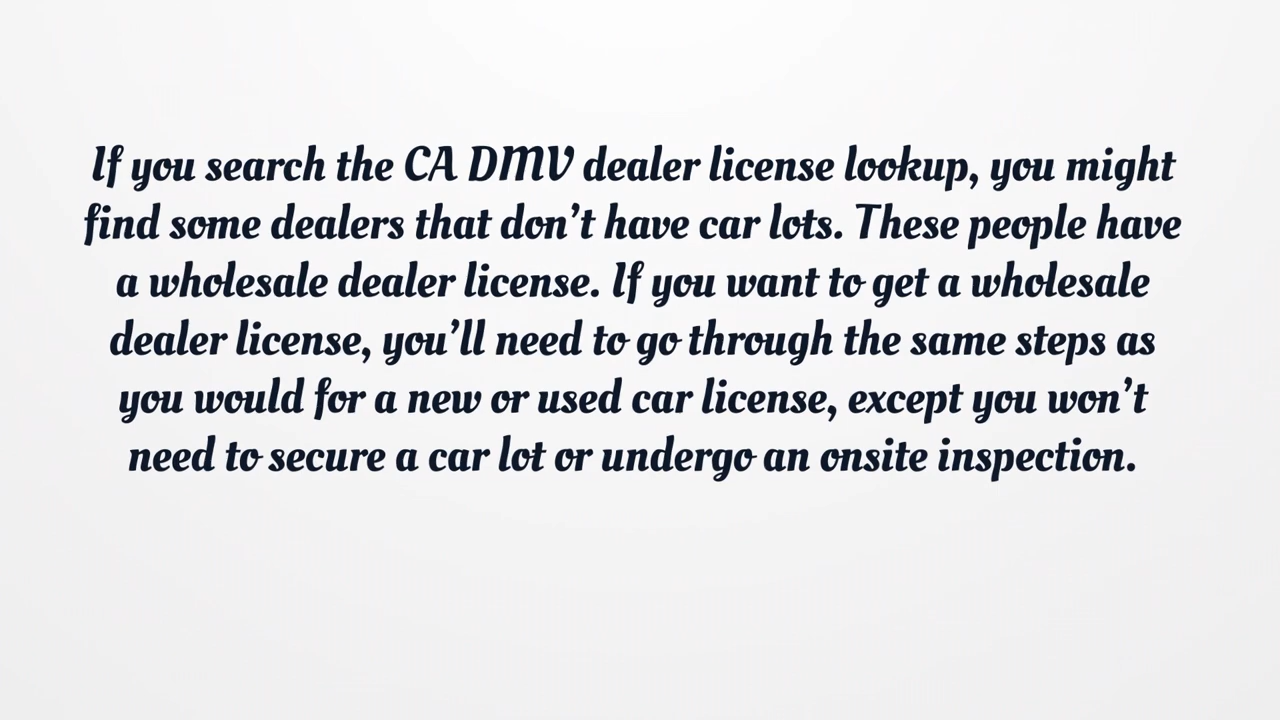 If you search the CA DMV dealer license lookup, you might
find some dealers that don’t have car lots. These people have
a wholesale dealer license. If you want to get a wholesale
dealer license, you’ll need to go through the same steps as
you would for a new or used car license, except you won’t
need to secure a car lot or undergo an onsite inspection.